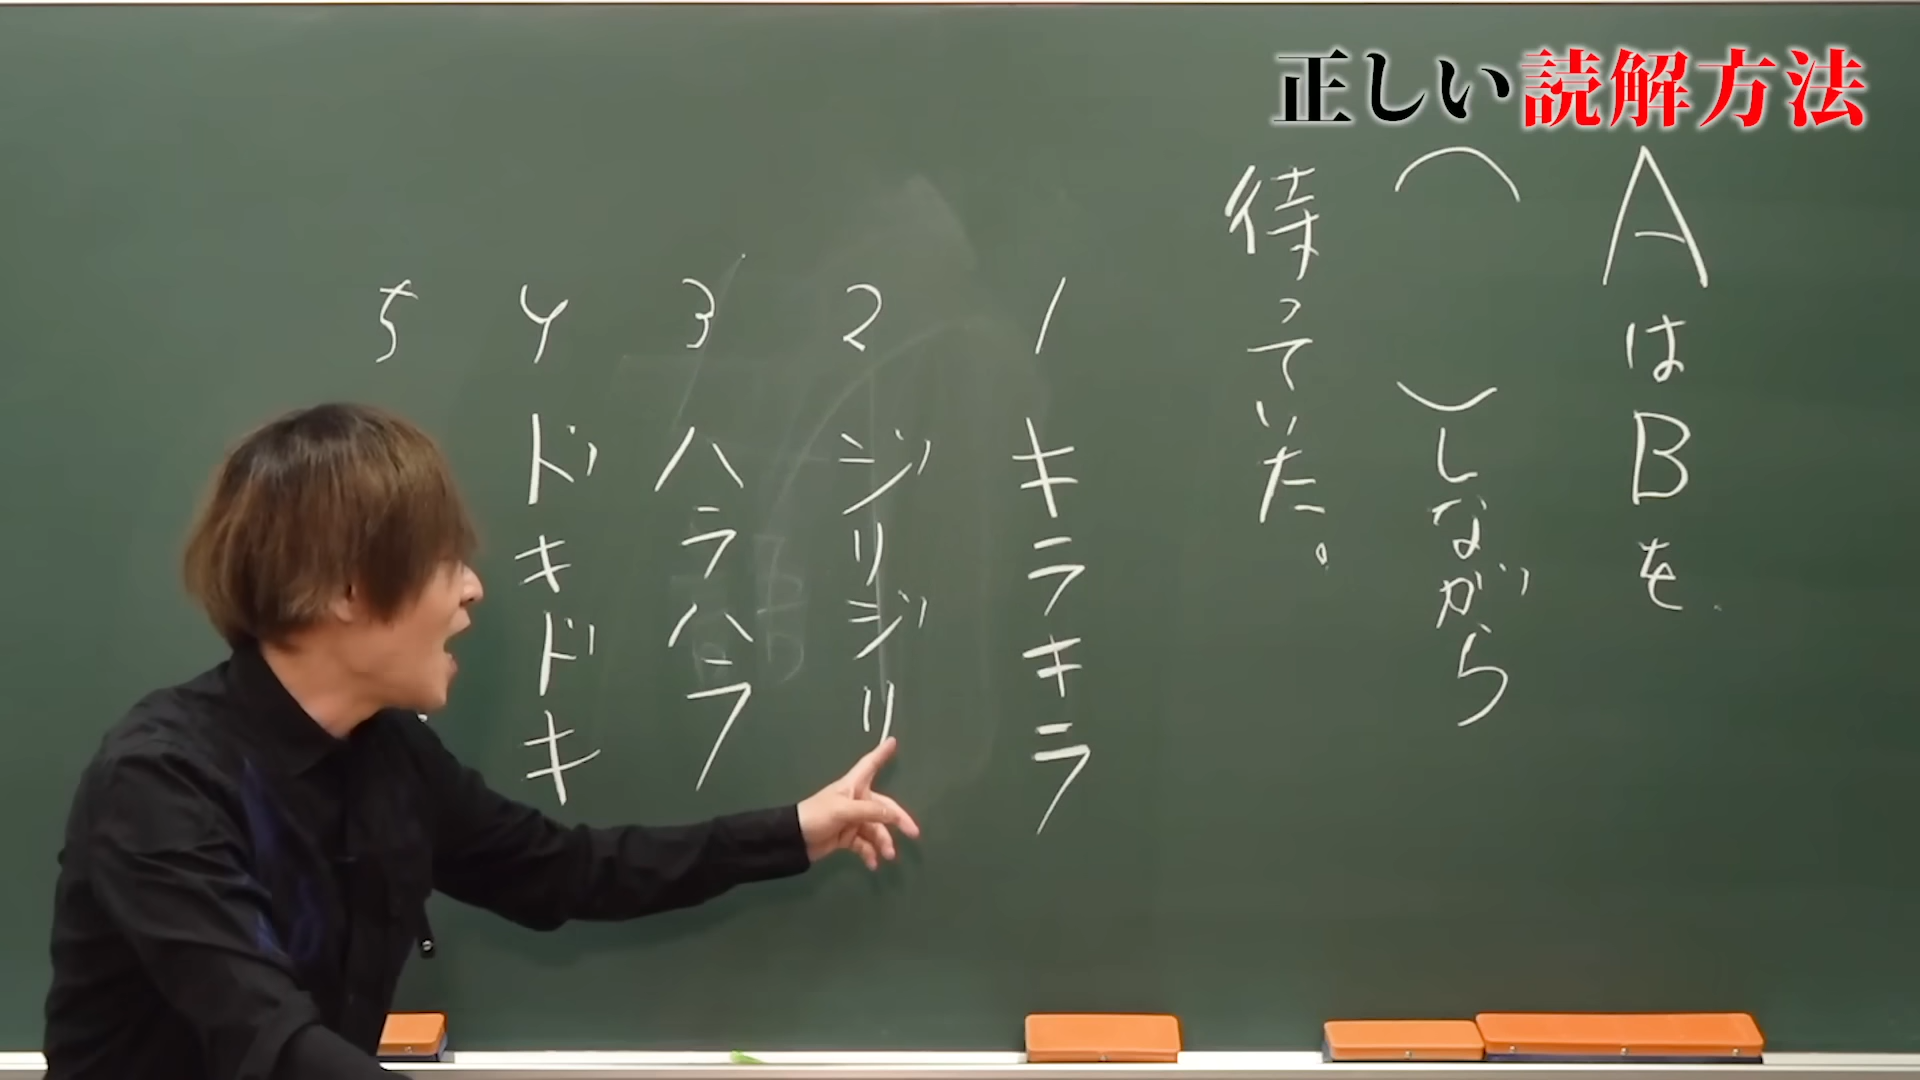 正しい読解方法
AはBを
(　)しながら
待っていた。
1 キラキラ
2 ジリジリ
3 ハラハラ
4 ドキドキ
5